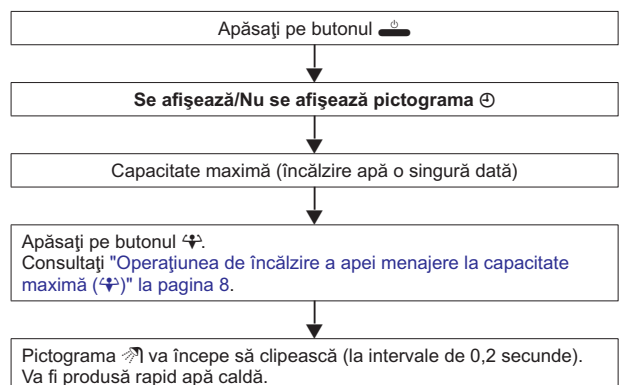 Apăsaţi pe butonul
Se afişează/Nu se afişează pictograma
Capacitate maximă (încălzire apă o singură dată)
Apăsaţi pe butonul .
Consultaţi "Operaţiunea de încălzire a apei menajere la capacitate
maximă ()" la pagina 8.
Pictograma va începe să clipească (la intervale de 0,2 secunde).
Va fi produsă rapid apă caldă.